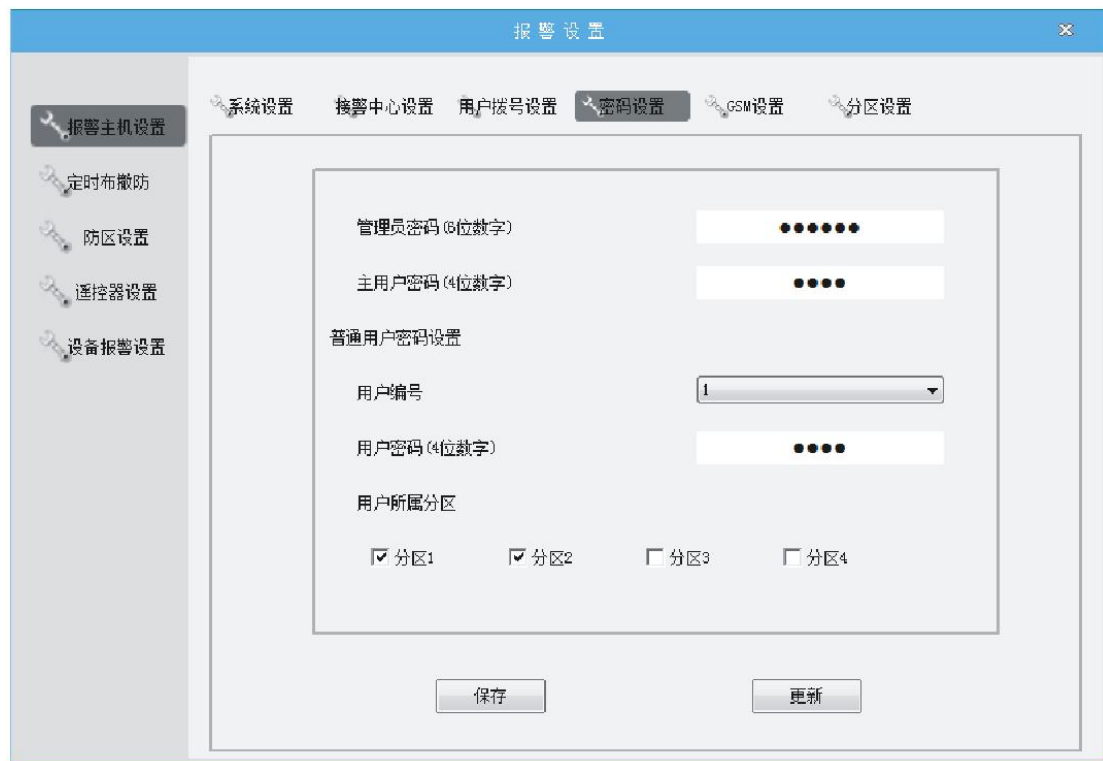 报警设置
报警主机设置
定时布撤防
防区设置
遥控器设置
设备报警设置
系统设置 接警中心设置 用户拨号设置 密码设置 GSM设置 分区设置
管理员密码(6位数字)
主用户密码(4位数字)
普通用户密码设置
用户编号 1
用户密码(4位数字)
用户所属分区
分区1 分区2 分区3 分区4
保存 更新